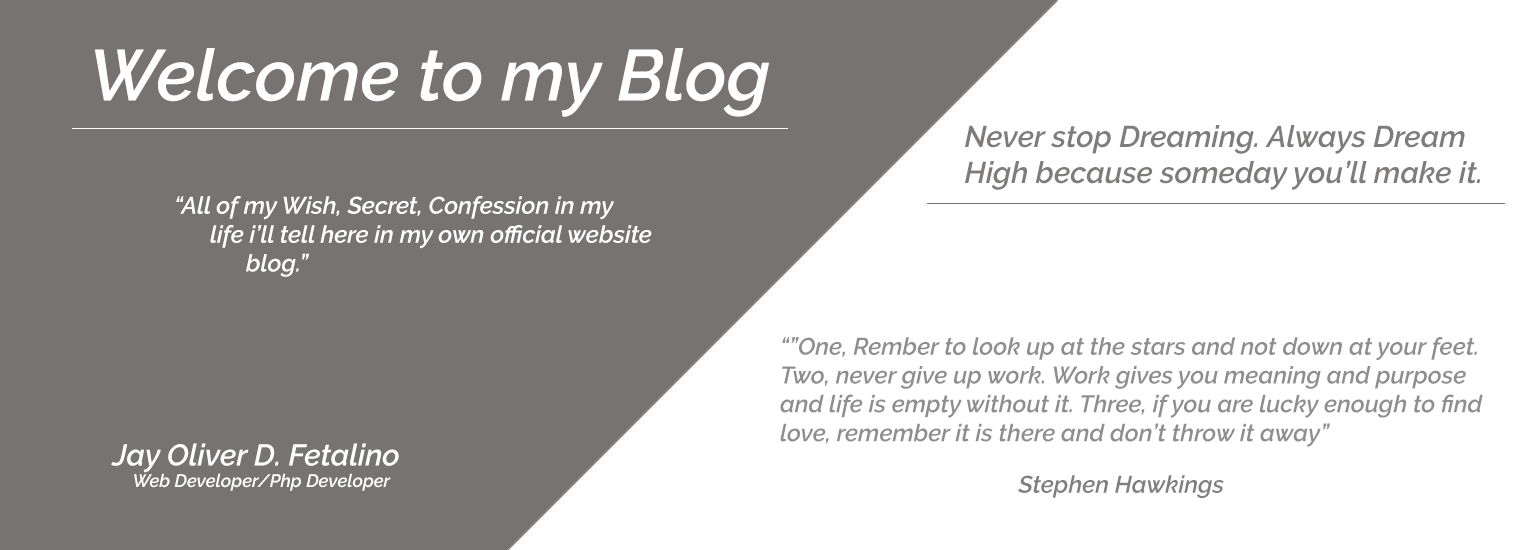 Welcome to my Blog
“All of my Wish, Secret, Confession in my
life i’ll tell here in my own official website
blog.”
Jay Oliver D. Fetalino
Web Developer/Php Developer
Never stop Dreaming. Always Dream
High because someday you’ll make it.
“”One, Rember to look up at the stars and not down at your feet.
Two, never give up work. Work gives you meaning and purpose
and life is empty without it. Three, if you are lucky enough to find
love, remember it is there and don’t throw it away”
Stephen Hawkings